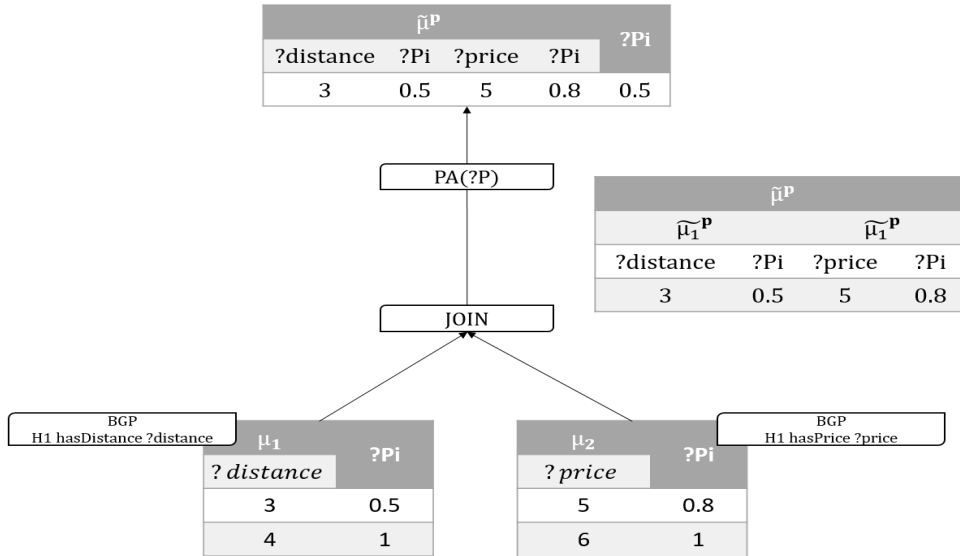 μ̃ᵖ ?Pi
?distance ?Pi ?price ?Pi
3 0.5 5 0.8 0.5
PA(?P)
μ̃ᵖ
μ̃₁ᵖ μ̃₁ᵖ
?distance ?Pi ?price ?Pi
3 0.5 5 0.8
JOIN
BGP
H1 hasDistance ?distance
μ₁ ?Pi
? distance
3 0.5
4 1
μ₂ ?Pi
? price
5 0.8
6 1
BGP
H1 hasPrice ?price